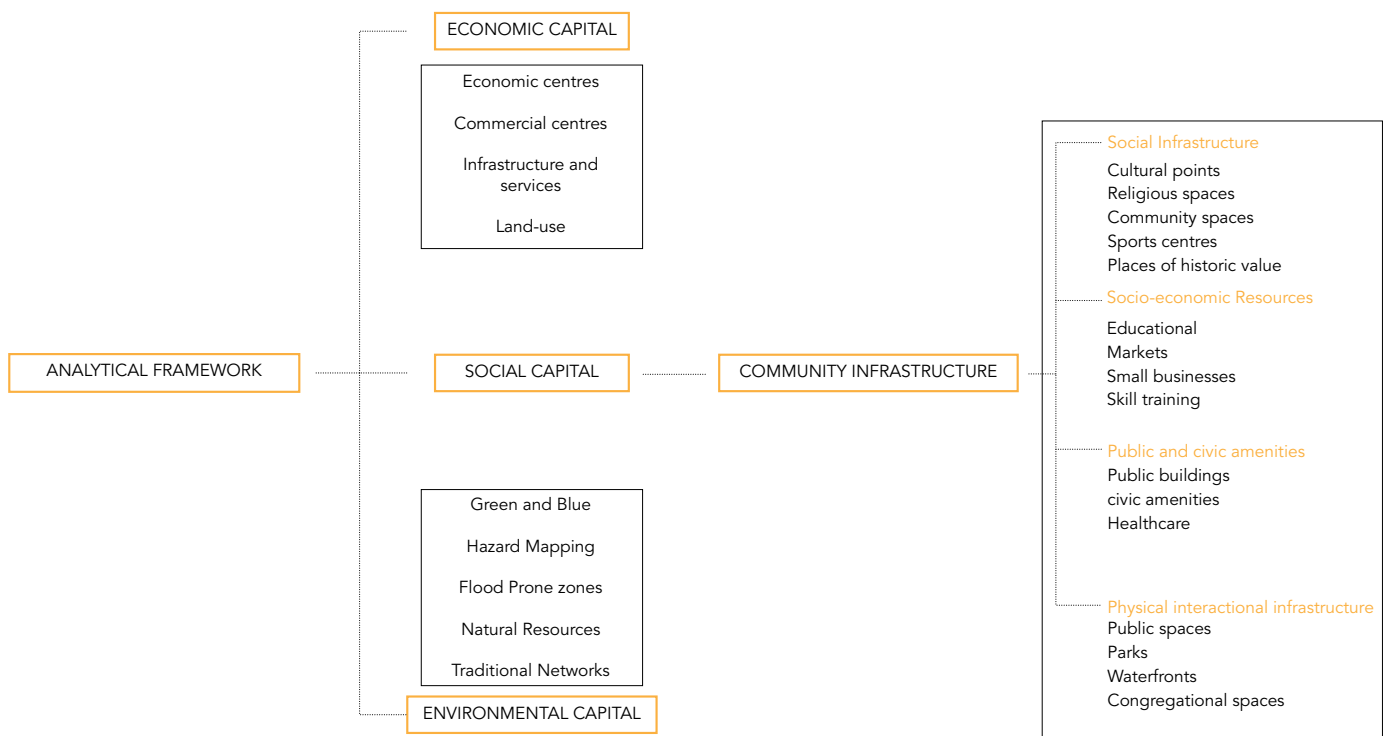 ECONOMIC CAPITAL
Economic centres
Commercial centres
Infrastructure and
services
Land-use
ANALYTICAL FRAMEWORK
SOCIAL CAPITAL
COMMUNITY INFRASTRUCTURE
Green and Blue
Hazard Mapping
Flood Prone zones
Natural Resources
Traditional Networks
ENVIRONMENTAL CAPITAL
Social Infrastructure
Cultural points
Religious spaces
Community spaces
Sports centres
Places of historic value
Socio-economic Resources
Educational
Markets
Small businesses
Skill training
Public and civic amenities
Public buildings
civic amenities
Healthcare
Physical interactional infrastructure
Public spaces
Parks
Waterfronts
Congregational spaces